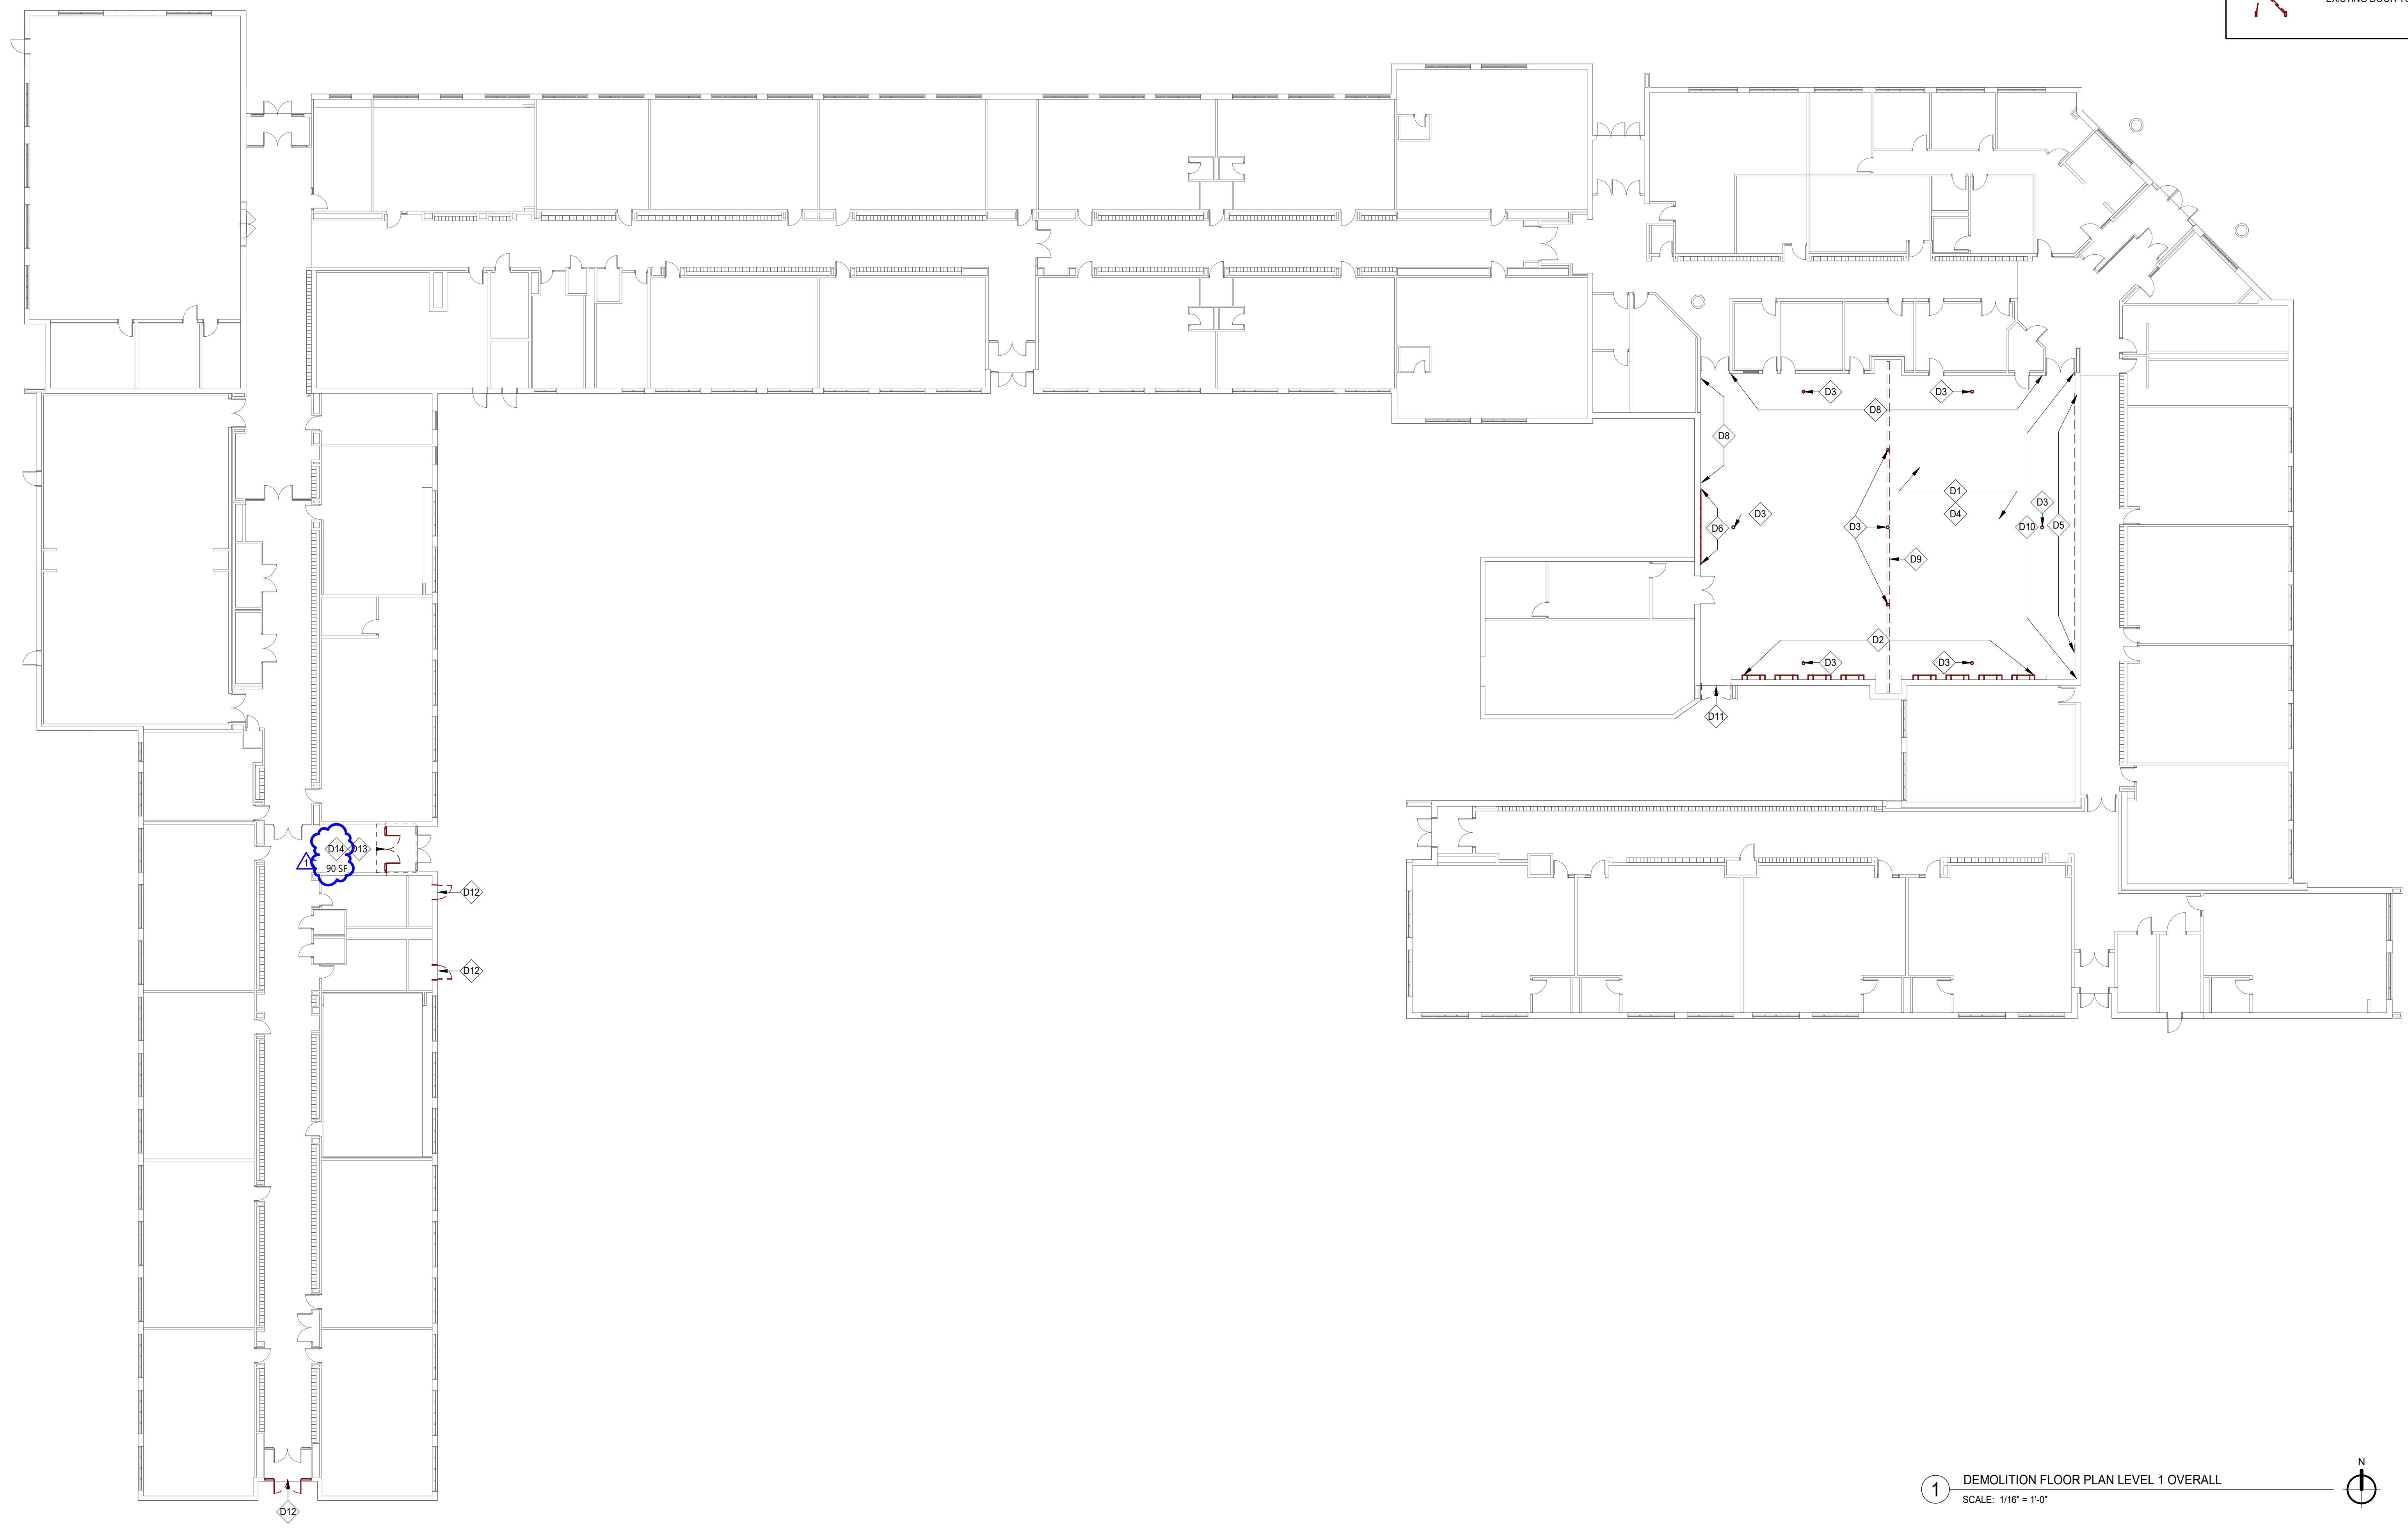 D3
D3
D8
D8
D1
D4
D3
D3
D6
D3
D10
D5
D9
D2
D3
D3
D11
D14
D13
1
90 SF
D12
D12
D12
N
1
DEMOLITION FLOOR PLAN LEVEL 1 OVERALL
SCALE: 1/16" = 1'-0"